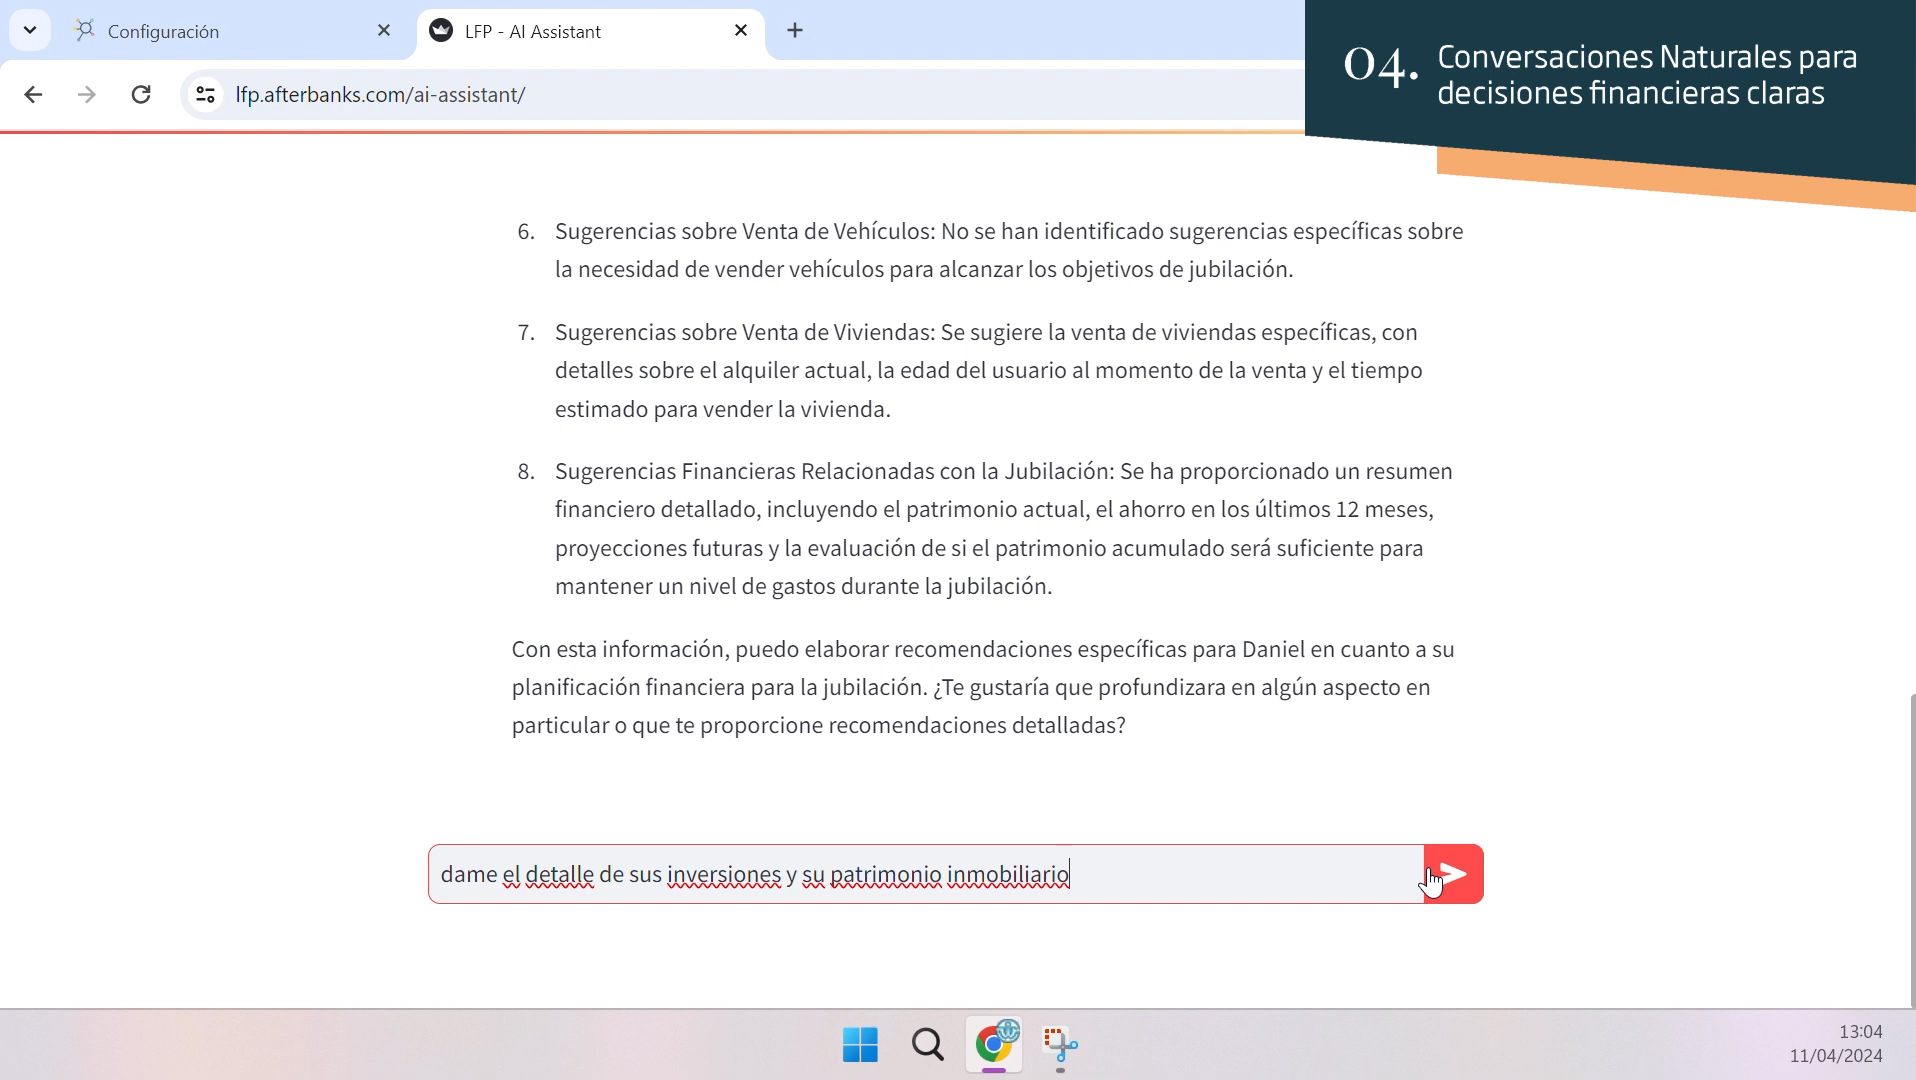 Configuración
LFP - AI Assistant
lfp.afterbanks.com/ai-assistant/
04. Conversaciones Naturales para
decisiones financieras claras
6. Sugerencias sobre Venta de Vehículos: No se han identificado sugerencias específicas sobre
la necesidad de vender vehículos para alcanzar los objetivos de jubilación.
7. Sugerencias sobre Venta de Viviendas: Se sugiere la venta de viviendas específicas, con
detalles sobre el alquiler actual, la edad del usuario al momento de la venta y el tiempo
estimado para vender la vivienda.
8. Sugerencias Financieras Relacionadas con la Jubilación: Se ha proporcionado un resumen
financiero detallado, incluyendo el patrimonio actual, el ahorro en los últimos 12 meses,
proyecciones futuras y la evaluación de si el patrimonio acumulado será suficiente para
mantener un nivel de gastos durante la jubilación.
Con esta información, puedo elaborar recomendaciones específicas para Daniel en cuanto a su
planificación financiera para la jubilación. ¿Te gustaría que profundizara en algún aspecto en
particular o que te proporcione recomendaciones detalladas?
dame el detalle de sus inversiones y su patrimonio inmobiliario
13:04
11/04/2024